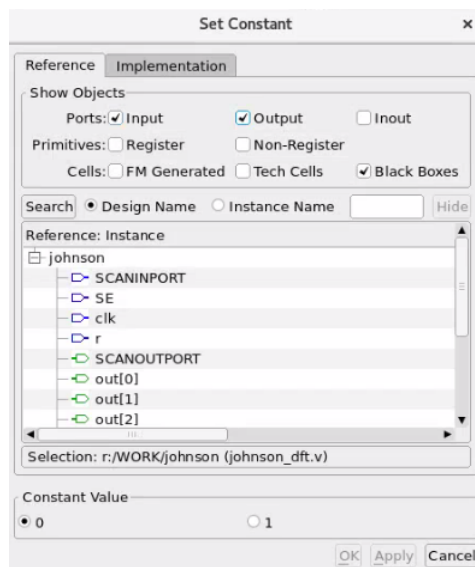 Set Constant ×
Reference Implementation
Show Objects
Ports: Input Output Inout
Primitives: Register Non-Register
Cells: FM Generated Tech Cells Black Boxes
Search Design Name Instance Name Hide
Reference: Instance
johnson
SCANINPORT
SE
clk
r
SCANOUTPORT
out[0]
out[1]
out[2]
Selection: r:/WORK/johnson (johnson_dft.v)
Constant Value
0 1
OK Apply Cancel